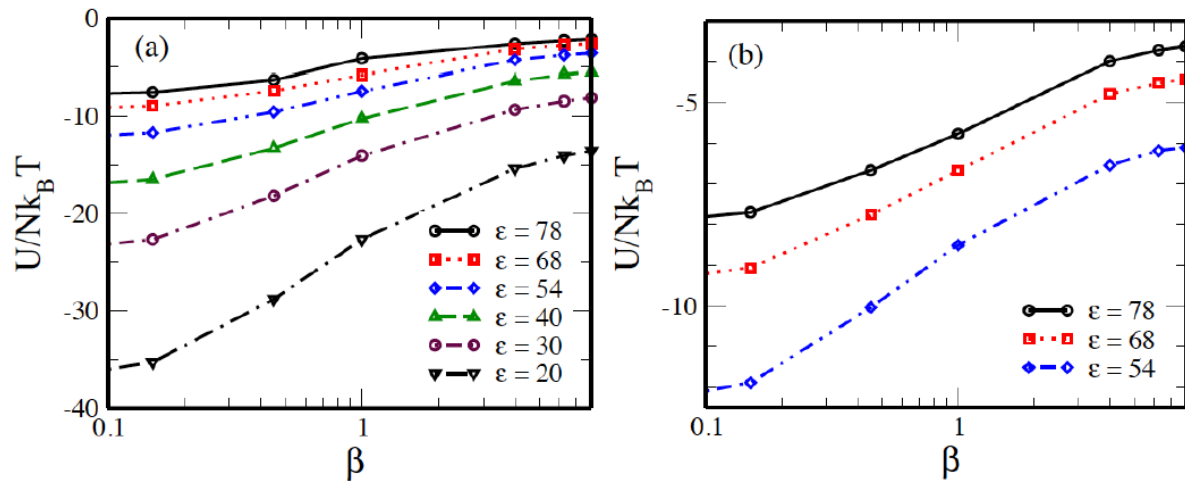 (a)
U/Nk_BT
0
-10
-20
-30
-40
ε = 78
ε = 68
ε = 54
ε = 40
ε = 30
ε = 20
0.1
1
β
(b)
U/Nk_BT
-5
-10
ε = 78
ε = 68
ε = 54
0.1
1
β